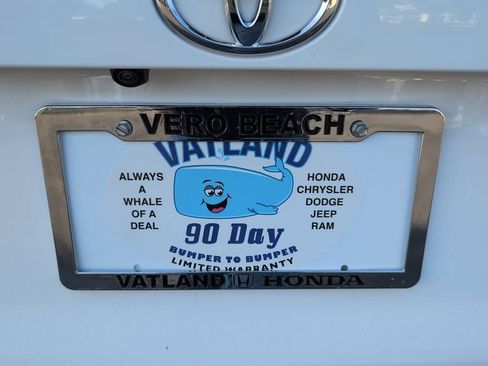 VERO BEACH
VATLAND
ALWAYS
A
WHALE
OF A
DEAL
HONDA
CHRYSLER
DODGE
JEEP
RAM
90 Day
BUMPER TO BUMPER
LIMITED WARRANTY
VATLAND HONDA